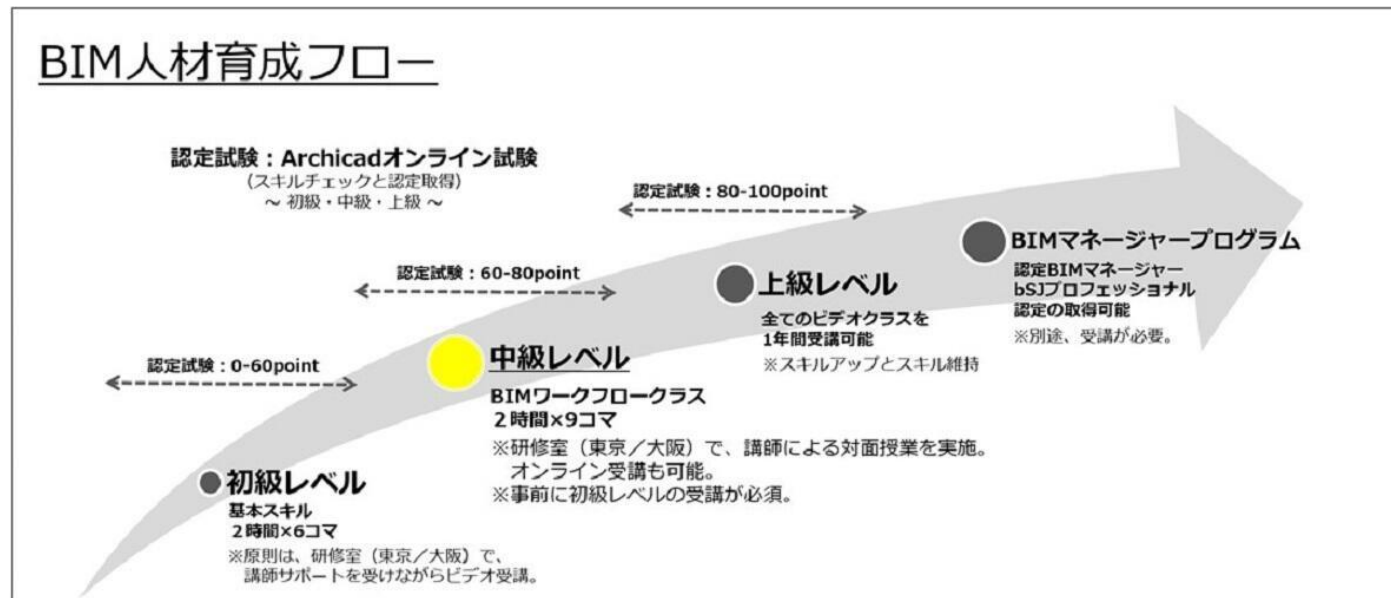 BIM人材育成フロー
認定試験：Archicadオンライン試験
(スキルチェックと認定取得)
～ 初級・中級・上級 ～
認定試験：80-100point
BIMマネージャープログラム
認定BIMマネージャー
bSJプロフェッショナル
認定の取得可能
※別途、受講が必要。
認定試験：60-80point
上級レベル
全てのビデオクラスを
1年間受講可能
※スキルアップとスキル維持
認定試験：0-60point
中級レベル
BIMワークフロークラス
２時間×9コマ
※研修室（東京／大阪）で、講師による対面授業を実施。
オンライン受講も可能。
※事前に初級レベルの受講が必須。
初級レベル
基本スキル
２時間×6コマ
※原則は、研修室（東京／大阪）で、
講師サポートを受けながらビデオ受講。